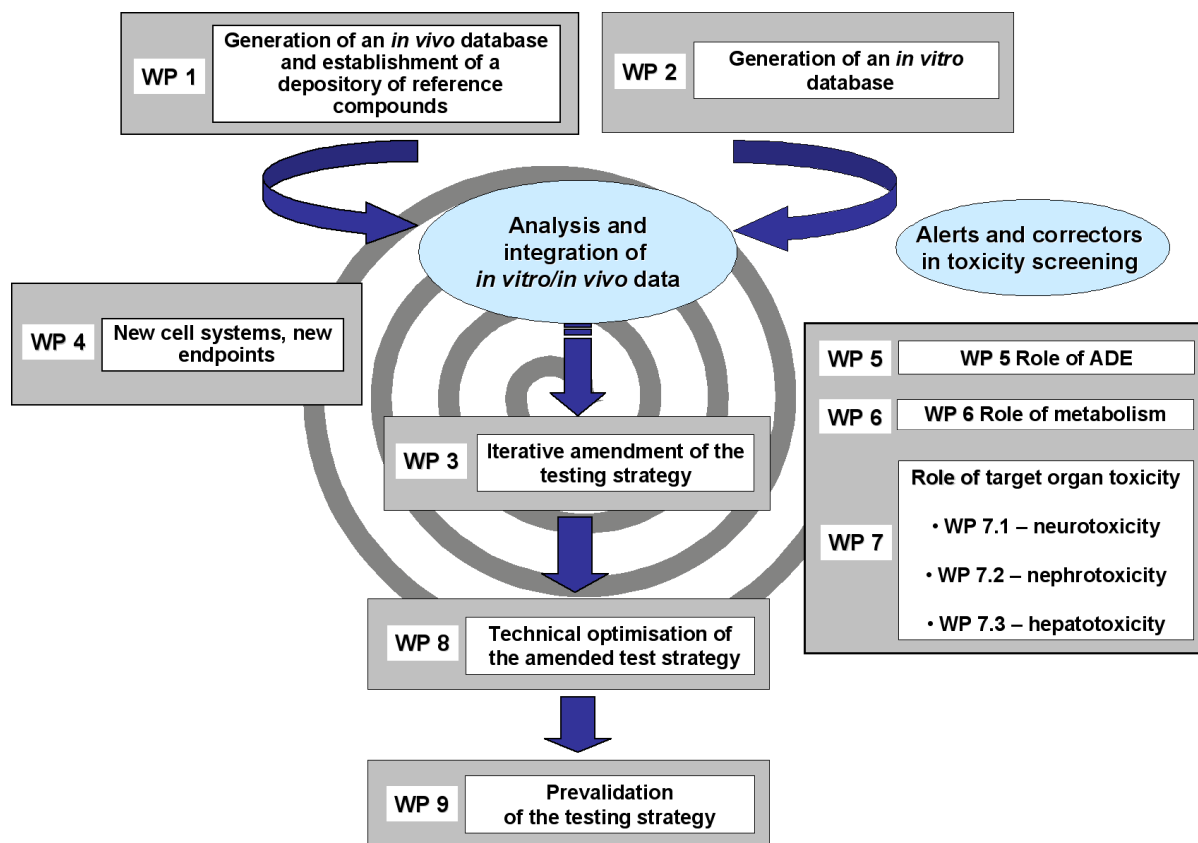 WP 1
Generation of an in vivo database
and establishment of a
depository of reference
compounds
WP 2
Generation of an in vitro
database
Analysis and
integration of
in vitro/in vivo data
Alerts and correctors
in toxicity screening
WP 4
New cell systems, new
endpoints
WP 5
WP 5 Role of ADE
WP 6
WP 6 Role of metabolism
WP 7
Role of target organ toxicity
• WP 7.1 – neurotoxicity
• WP 7.2 – nephrotoxicity
• WP 7.3 – hepatotoxicity
WP 3
Iterative amendment of the
testing strategy
WP 8
Technical optimisation of
the amended test strategy
WP 9
Prevalidation
of the testing strategy